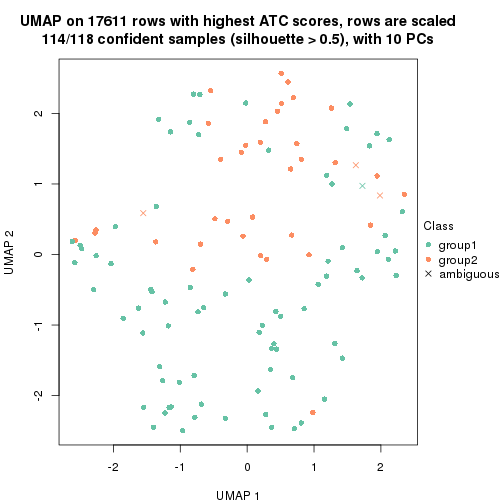 UMAP on 17611 rows with highest ATC scores, rows are scaled
114/118 confident samples (silhouette > 0.5), with 10 PCs
UMAP 2
2
1
0
-1
-2
-2
-1
0
1
2
UMAP 1
Class
group1
group2
ambiguous